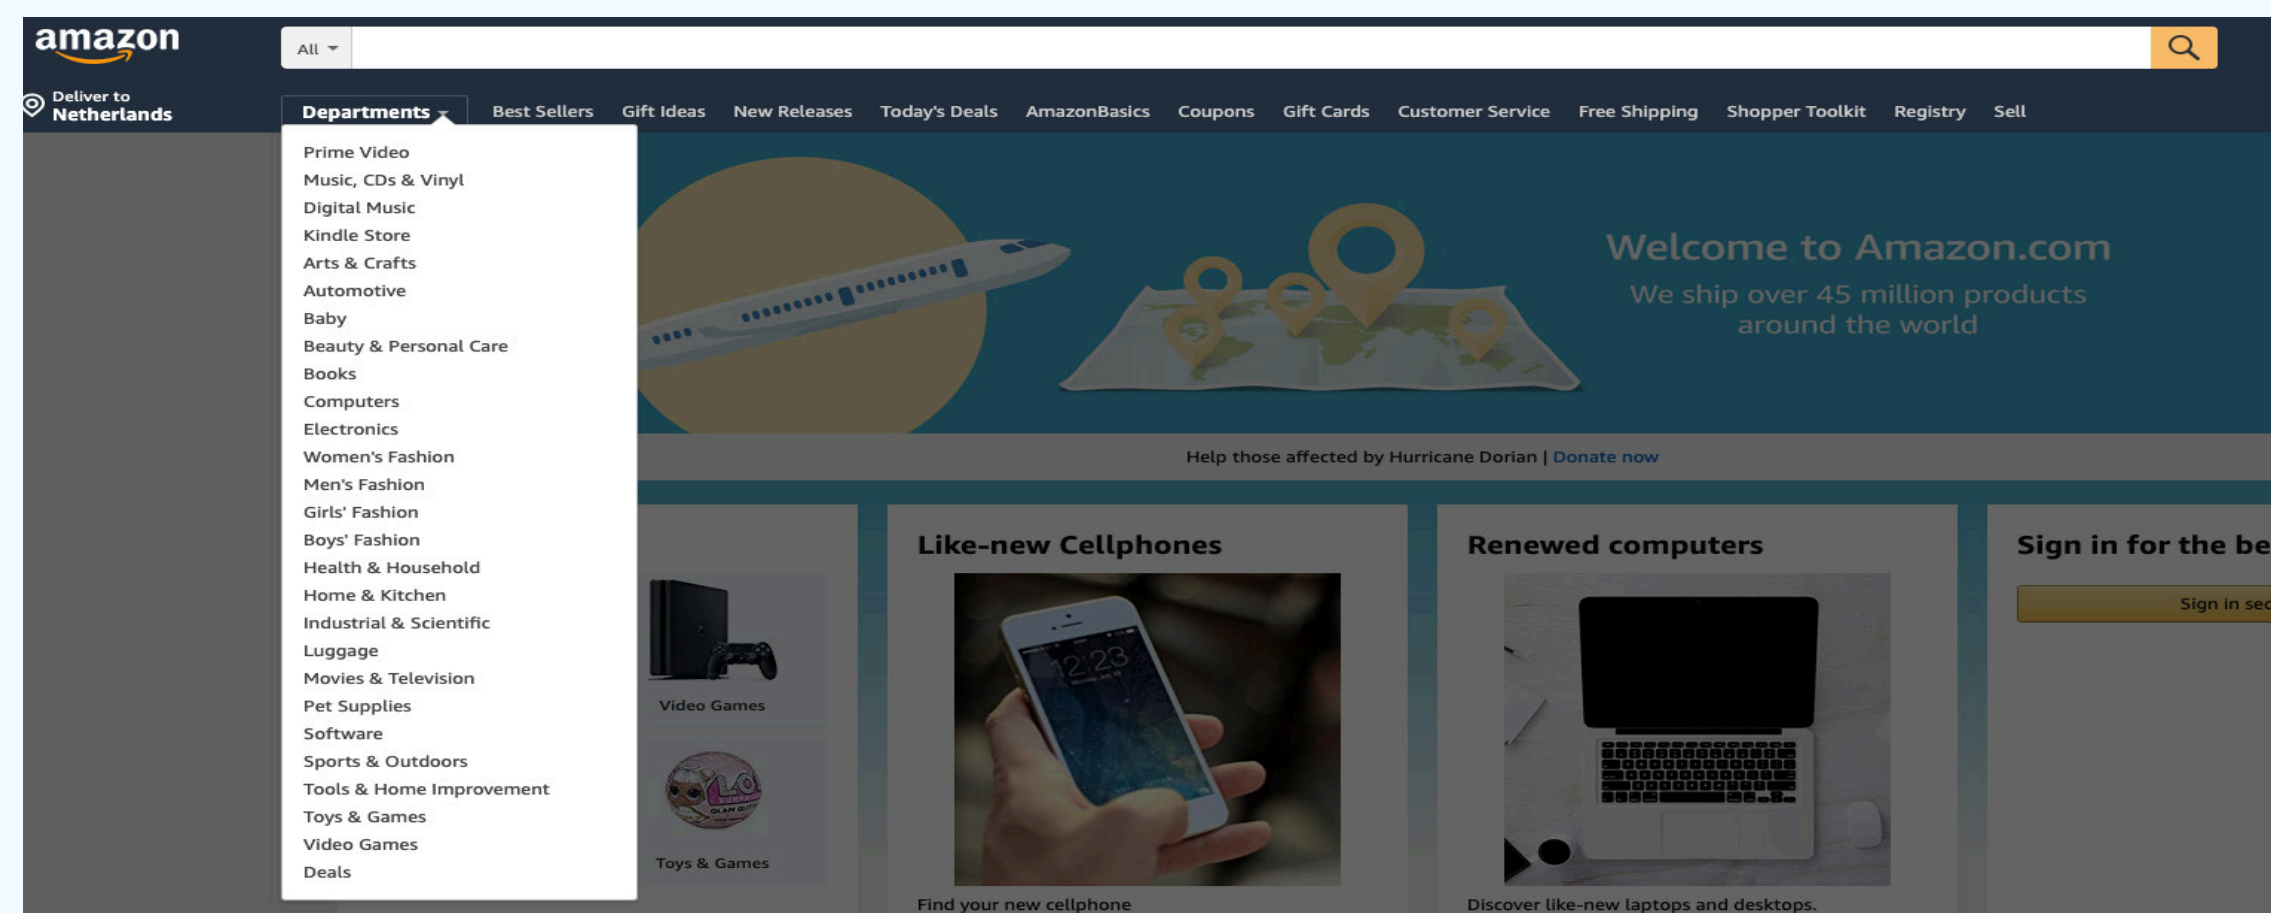 amazon
All
Deliver to
Netherlands
Departments Best Sellers Gift Ideas New Releases Today's Deals AmazonBasics Coupons Gift Cards Customer Service Free Shipping Shopper Toolkit Registry Sell
Prime Video
Music, CDs & Vinyl
Digital Music
Kindle Store
Arts & Crafts
Automotive
Baby
Beauty & Personal Care
Books
Computers
Electronics
Women's Fashion
Men's Fashion
Girls' Fashion
Boys' Fashion
Health & Household
Home & Kitchen
Industrial & Scientific
Luggage
Movies & Television
Pet Supplies
Software
Sports & Outdoors
Tools & Home Improvement
Toys & Games
Video Games
Deals
Welcome to Amazon.com
We ship over 45 million products
around the world
Help those affected by Hurricane Dorian | Donate now
Video Games
Toys & Games
Like-new Cellphones
12:23
Find your new cellphone
Renewed computers
Discover like-new laptops and desktops.
Sign in for the be
Sign in sec